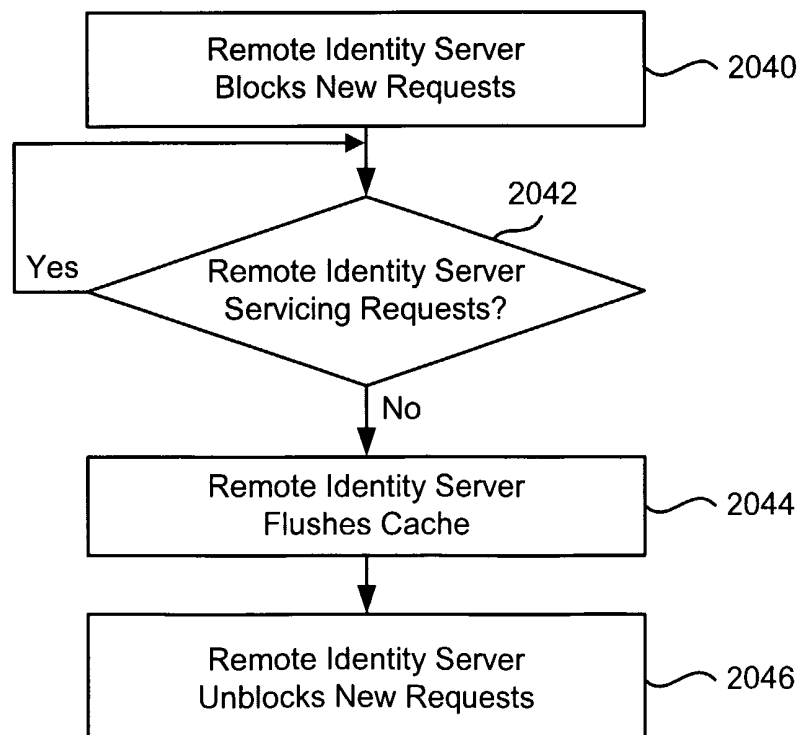 Remote Identity Server
Blocks New Requests
2040
2042
Yes
Remote Identity Server
Servicing Requests?
No
Remote Identity Server
Flushes Cache
2044
Remote Identity Server
Unblocks New Requests
2046